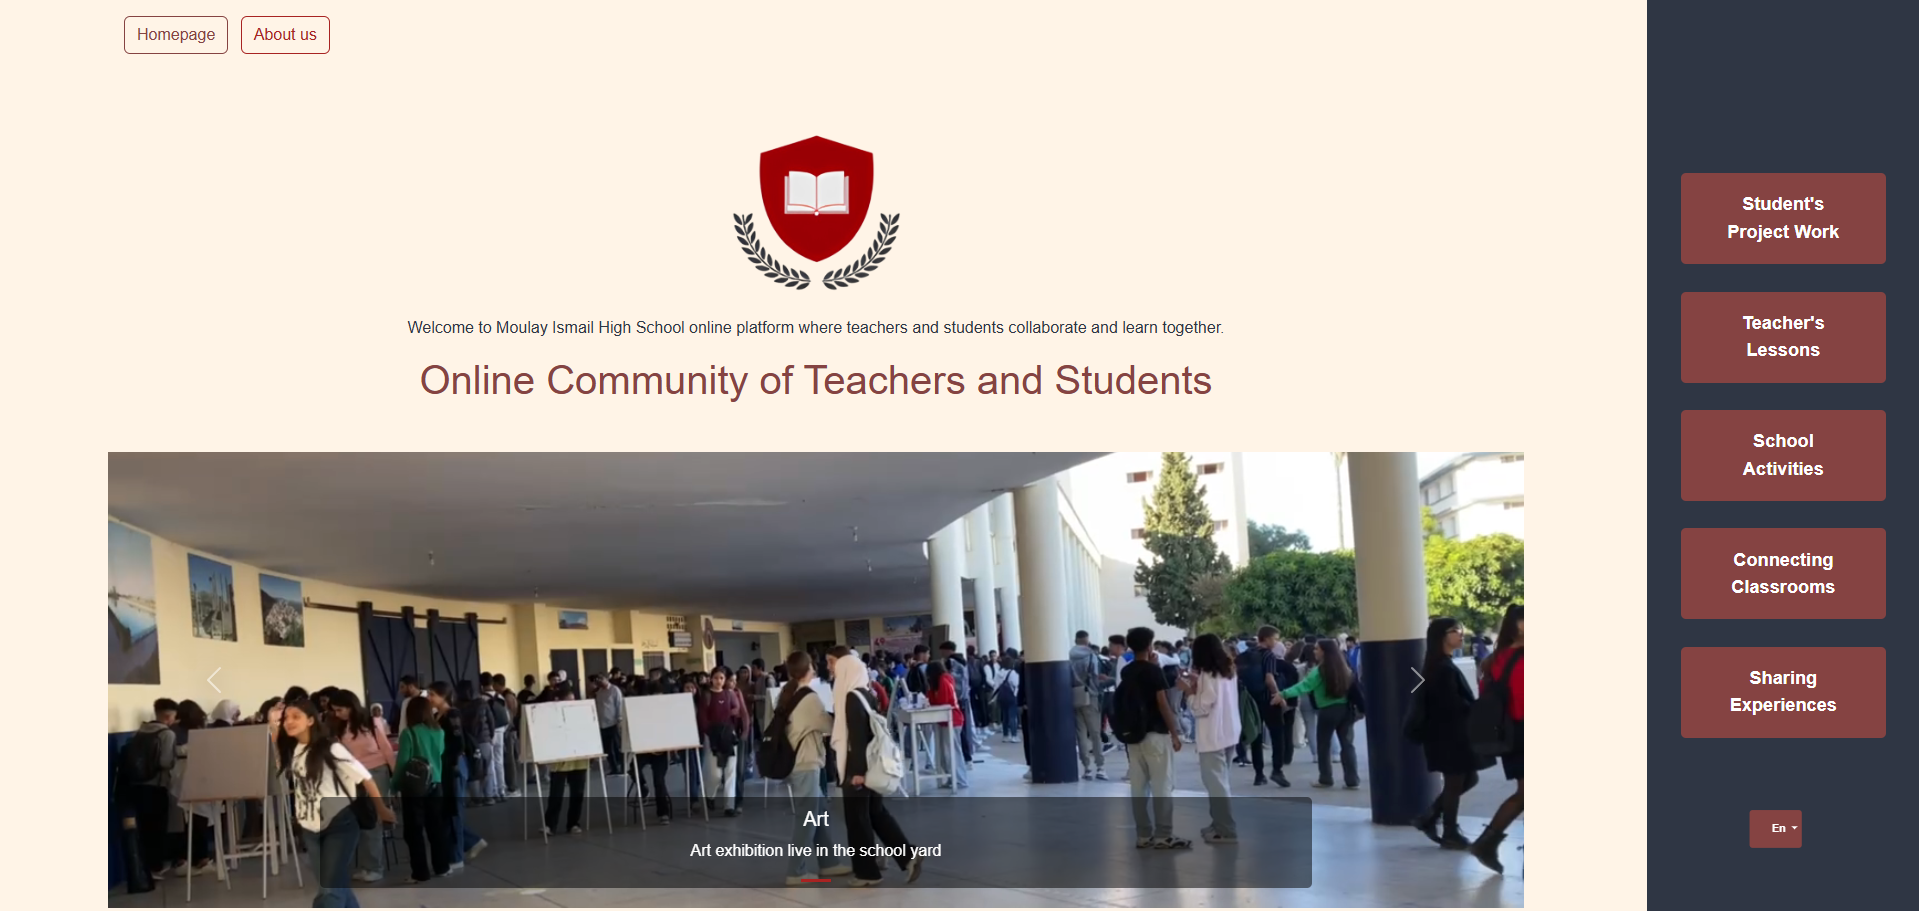 Homepage
About us
Welcome to Moulay Ismail High School online platform where teachers and students collaborate and learn together.
Online Community of Teachers and Students
Art
Art exhibition live in the school yard
Student's
Project Work
Teacher's
Lessons
School
Activities
Connecting
Classrooms
Sharing
Experiences
En